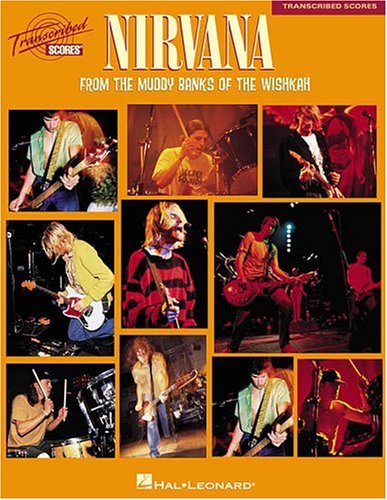 TRANSCRIBED SCORES
Transcribed
SCORES
NIRVANA
FROM THE MUDDY BANKS OF THE WISHKAH
HAL•LEONARD®